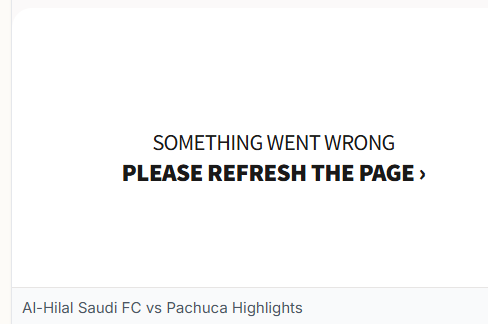 SOMETHING WENT WRONG
PLEASE REFRESH THE PAGE ›
Al-Hilal Saudi FC vs Pachuca Highlights